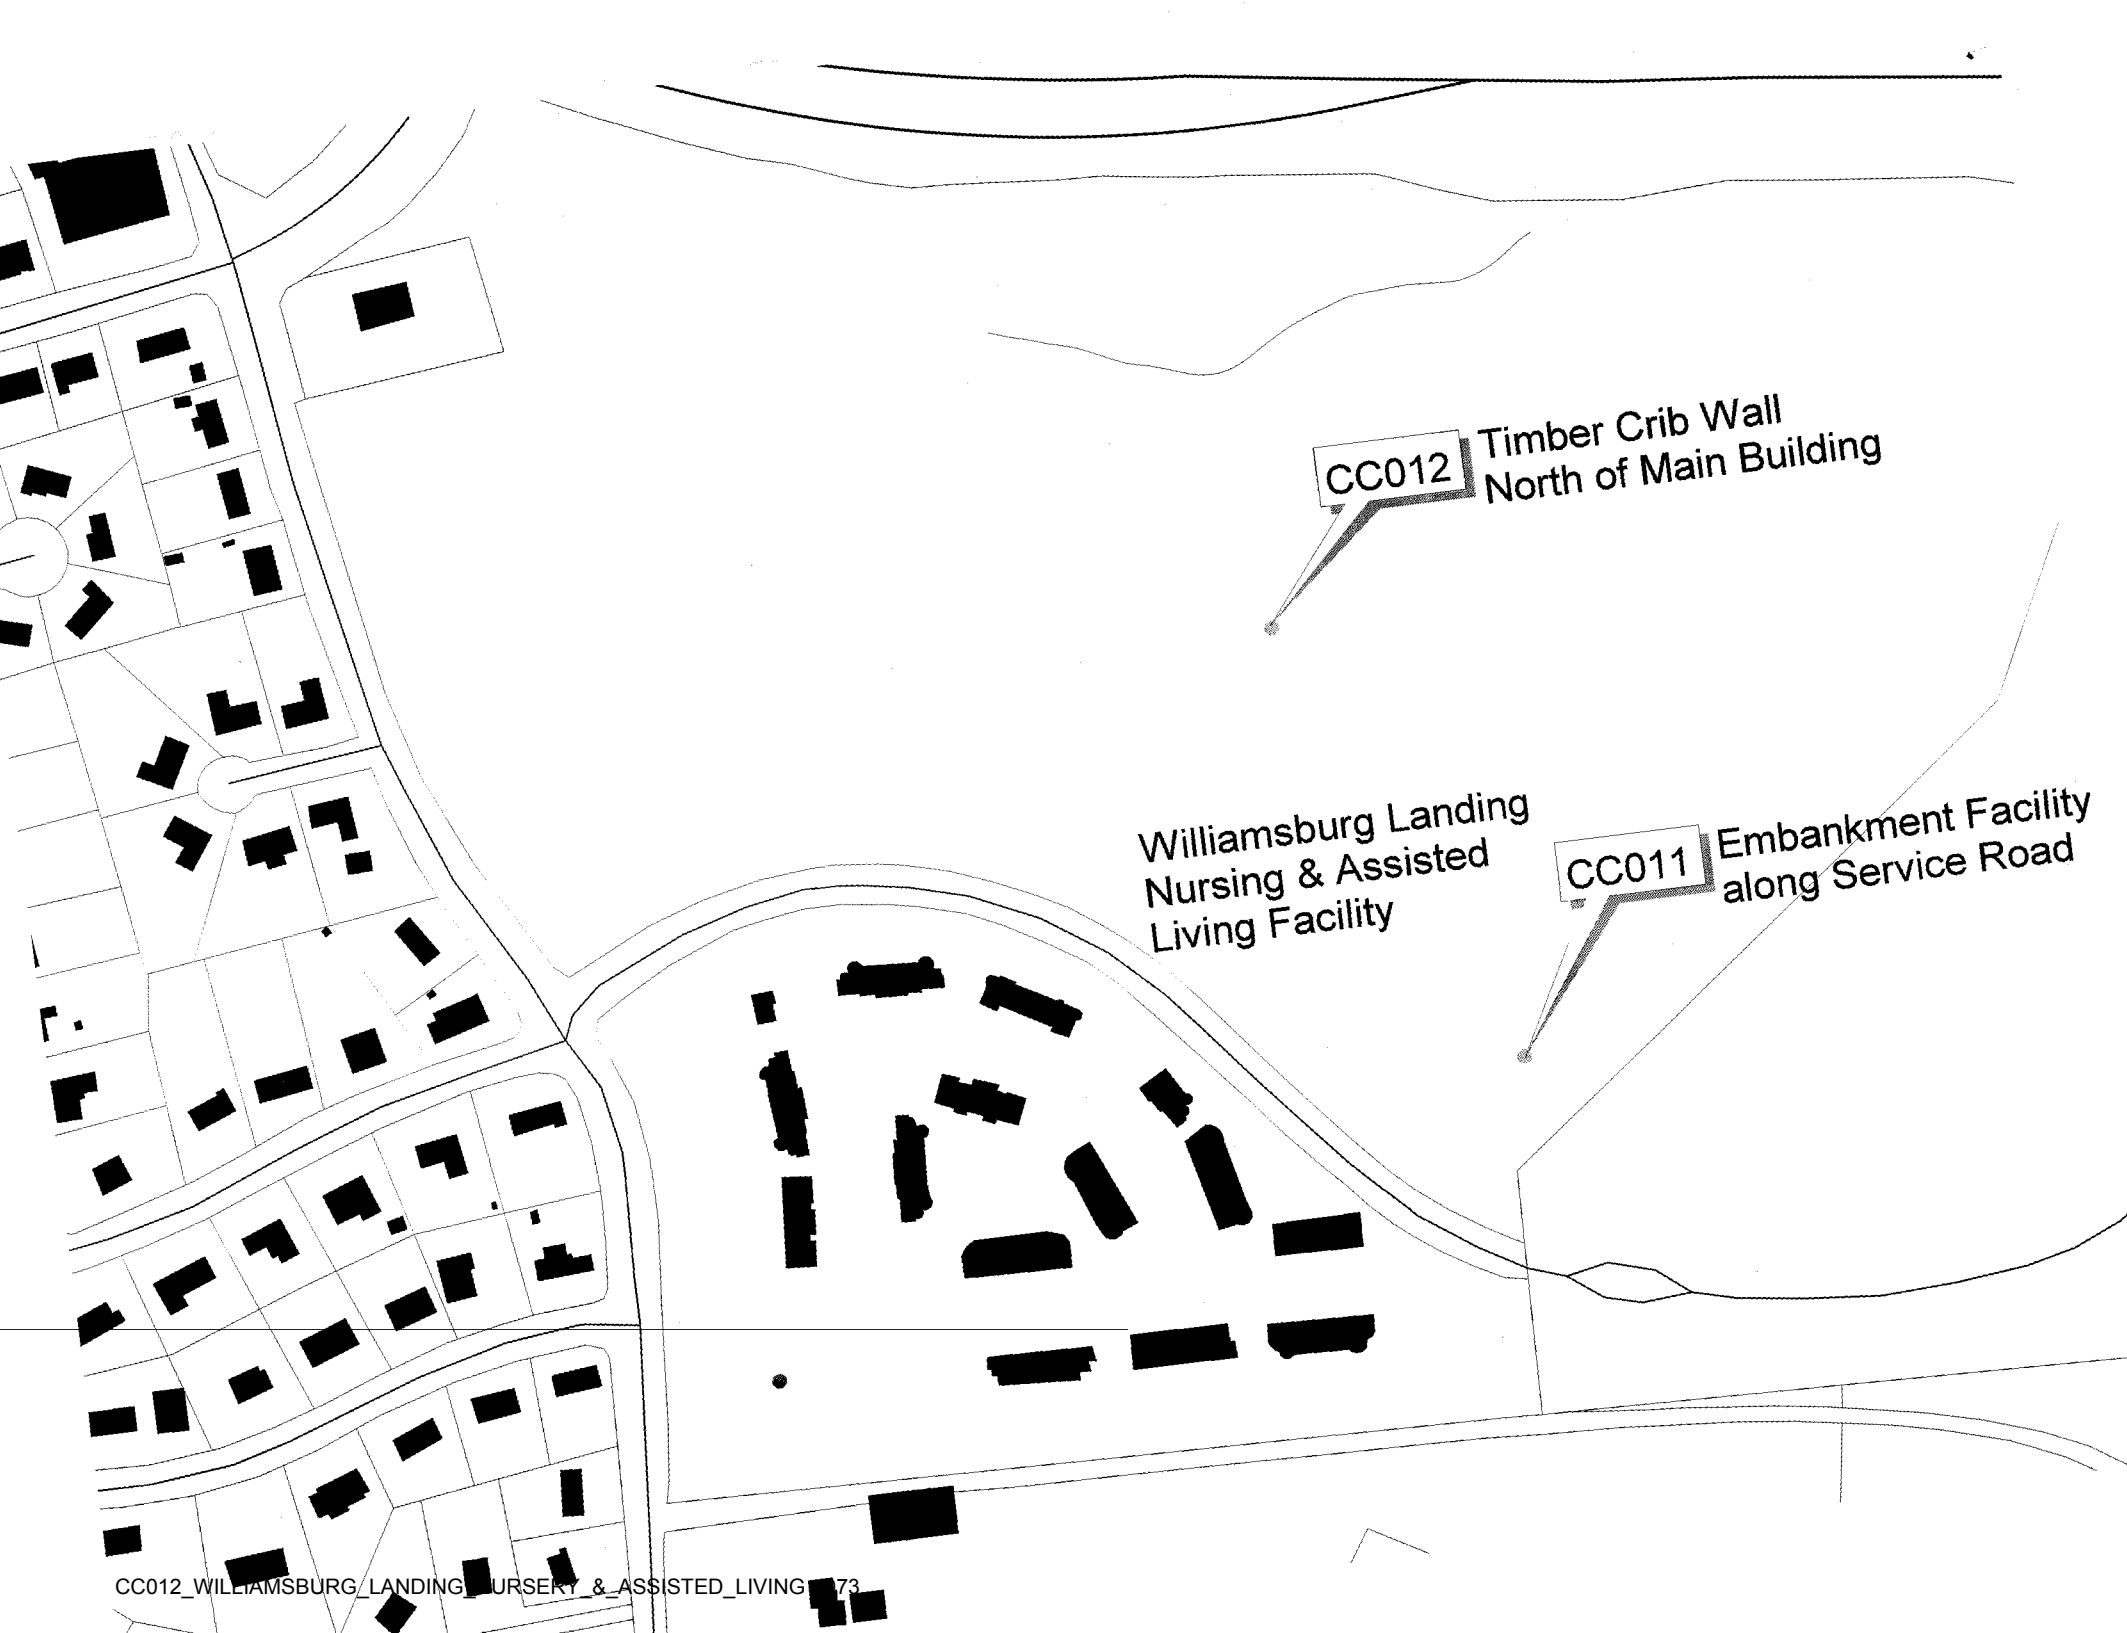 CC012
Timber Crib Wall
North of Main Building
Williamsburg Landing
Nursing & Assisted
Living Facility
CC011
Embankment Facility
along Service Road
CC012_WILLIAMSBURG_LANDING_NURSERY_&_ASSISTED_LIVING